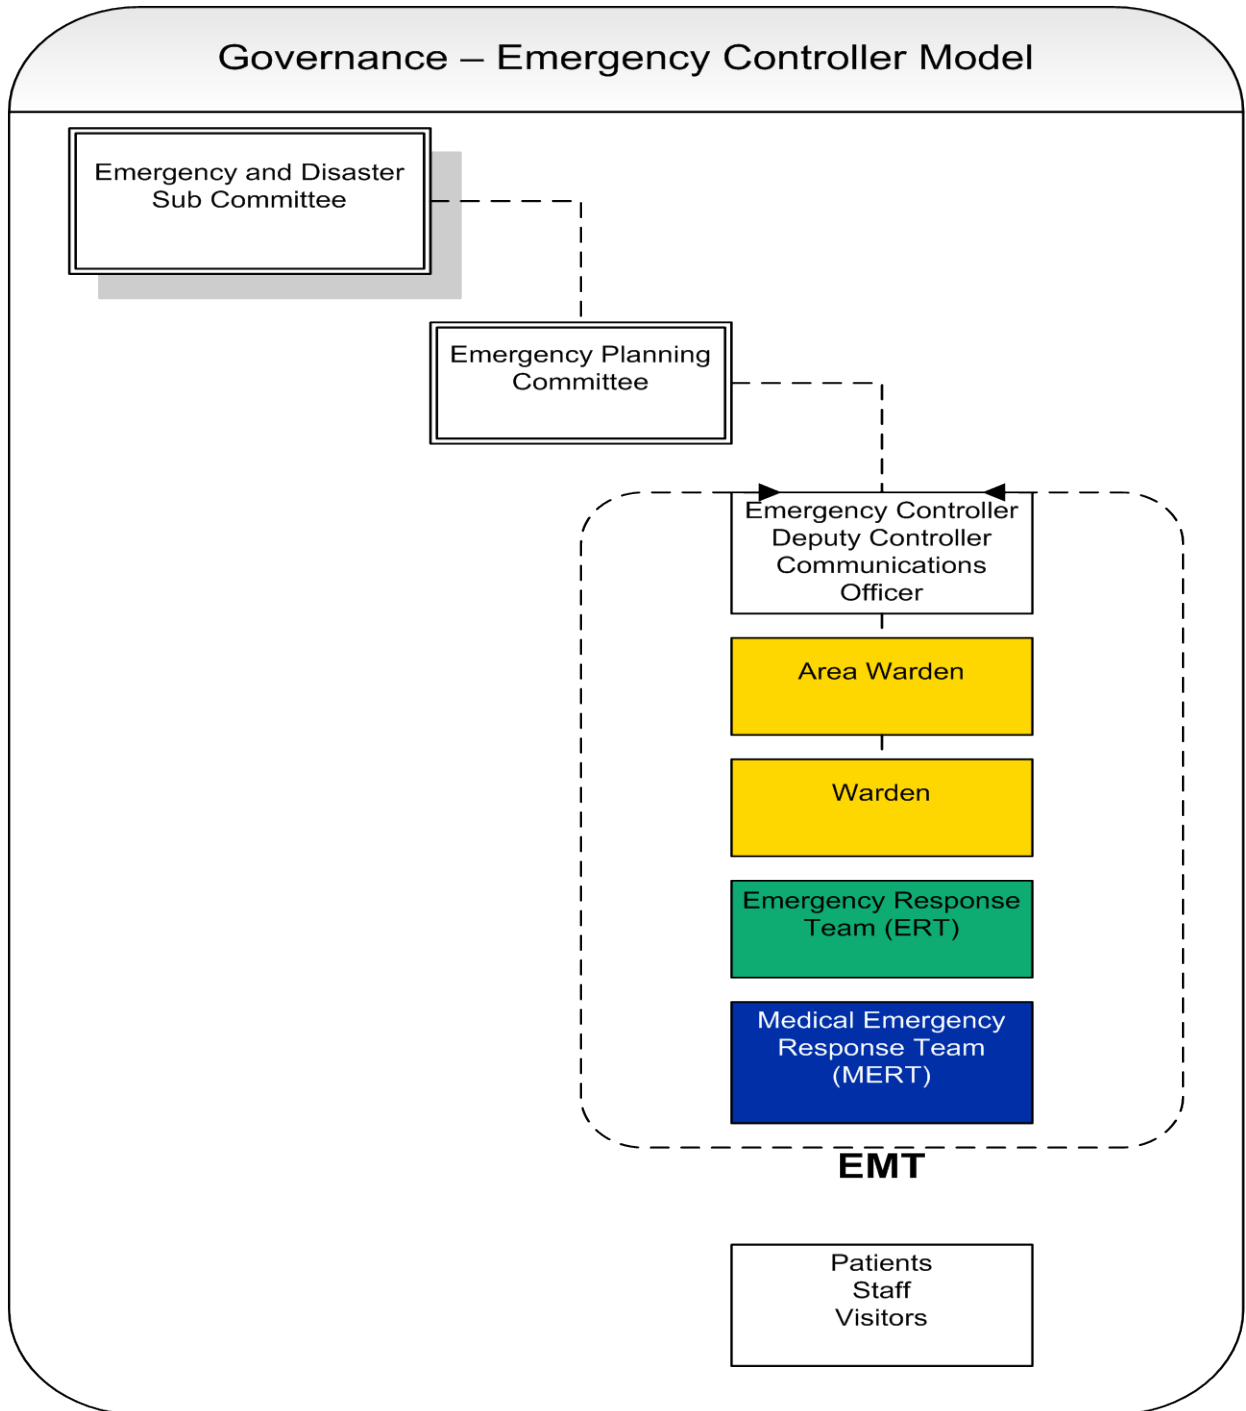 Governance – Emergency Controller Model
Emergency and Disaster
Sub Committee
Emergency Planning
Committee
Emergency Controller
Deputy Controller
Communications
Officer
Area Warden
Warden
Emergency Response
Team (ERT)
Medical Emergency
Response Team
(MERT)
EMT
Patients
Staff
Visitors